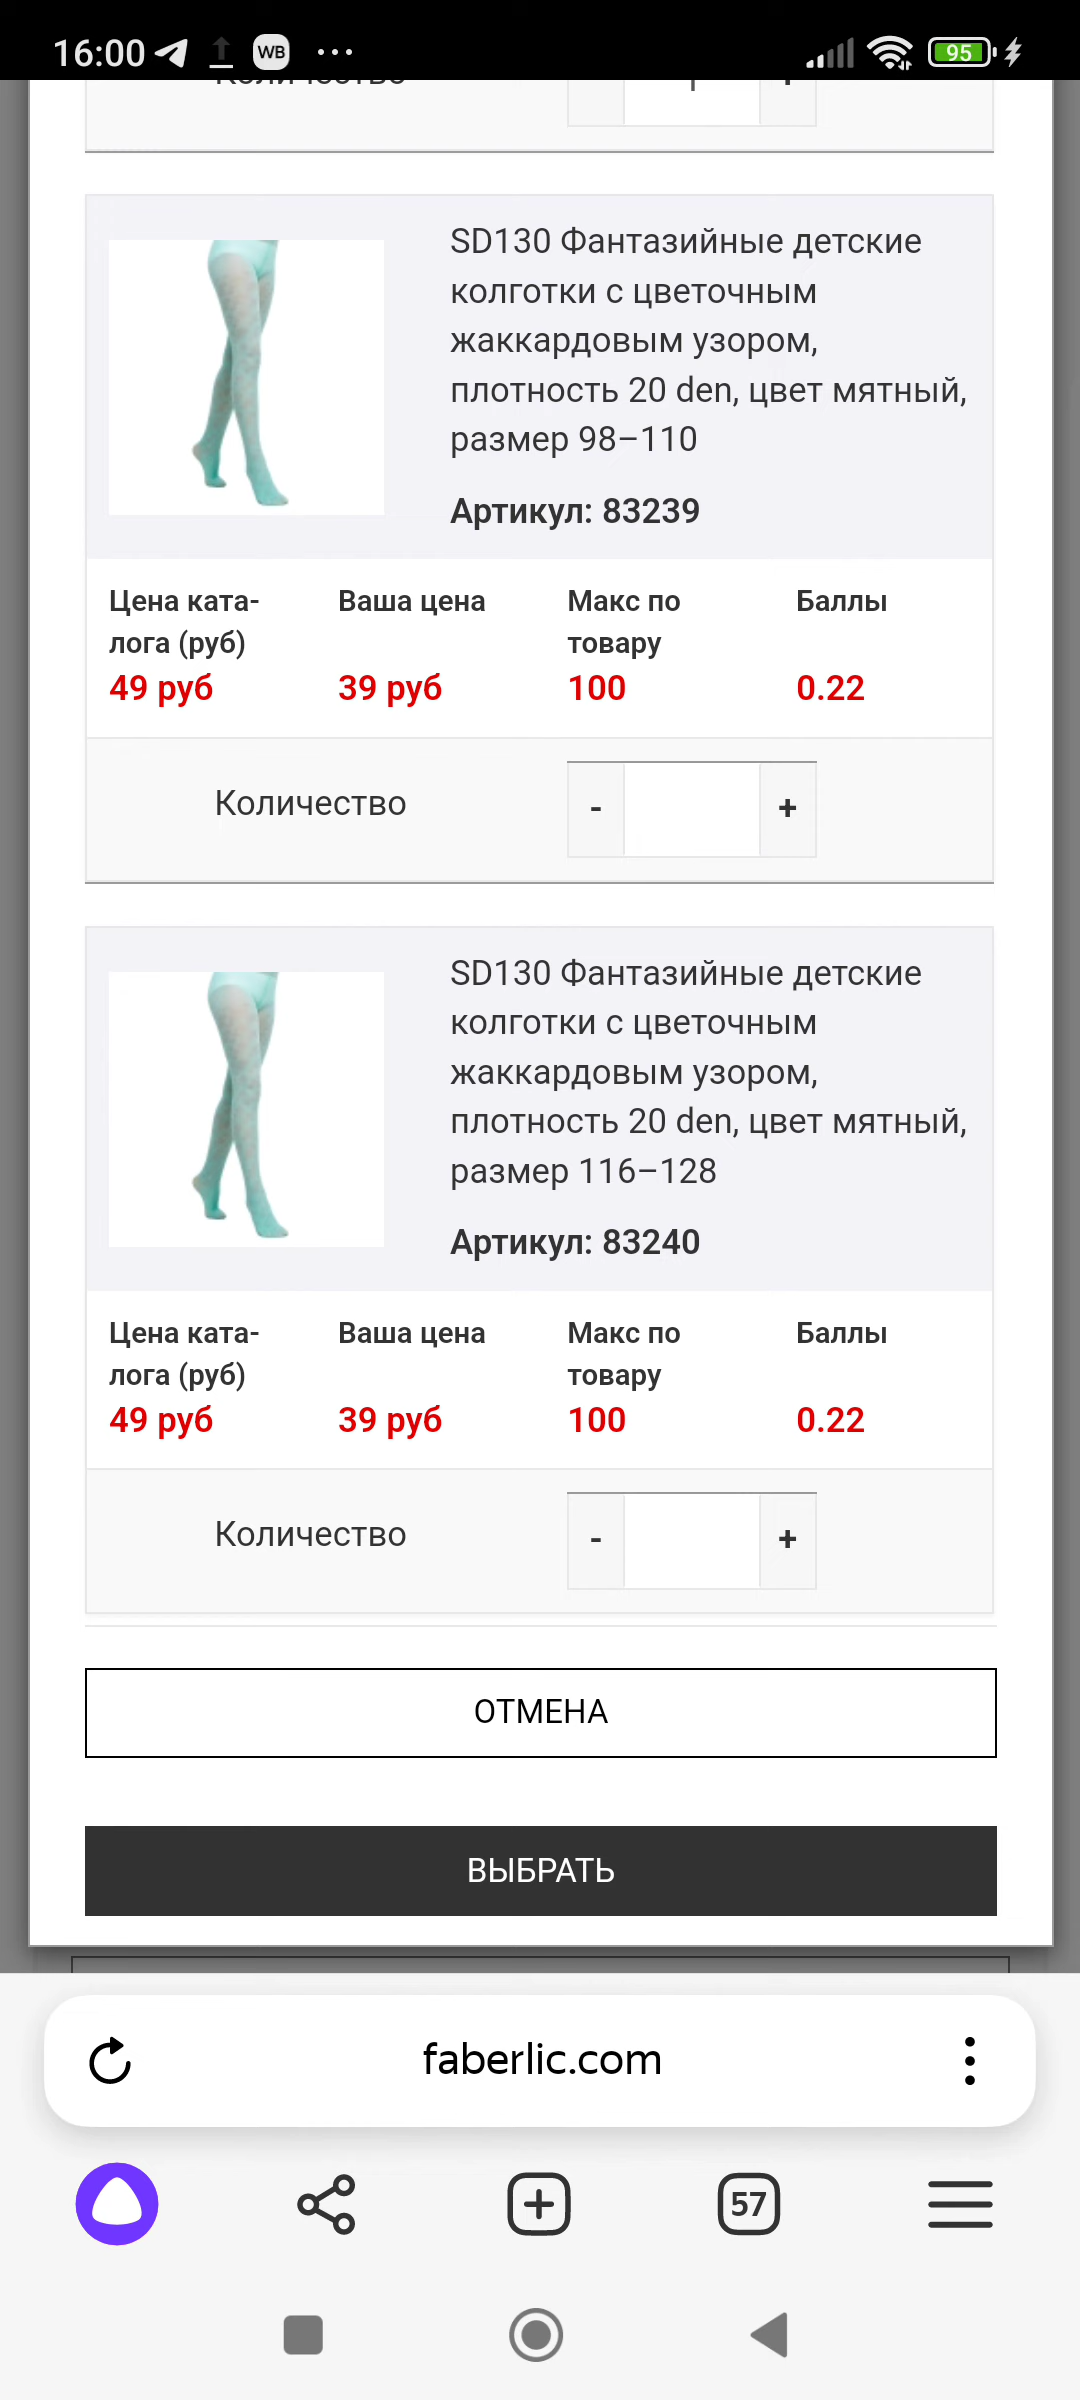 16:00 WB ... 95
Количество - +
SD130 Фантазийные детские
колготки с цветочным
жаккардовым узором,
плотность 20 den, цвет мятный,
размер 98–110
Артикул: 83239
Цена ката- Ваша цена Макс по Баллы
лога (руб) товару
49 руб 39 руб 100 0.22
Количество - +
SD130 Фантазийные детские
колготки с цветочным
жаккардовым узором,
плотность 20 den, цвет мятный,
размер 116–128
Артикул: 83240
Цена ката- Ваша цена Макс по Баллы
лога (руб) товару
49 руб 39 руб 100 0.22
Количество - +
ОТМЕНА
ВЫБРАТЬ
faberlic.com
57